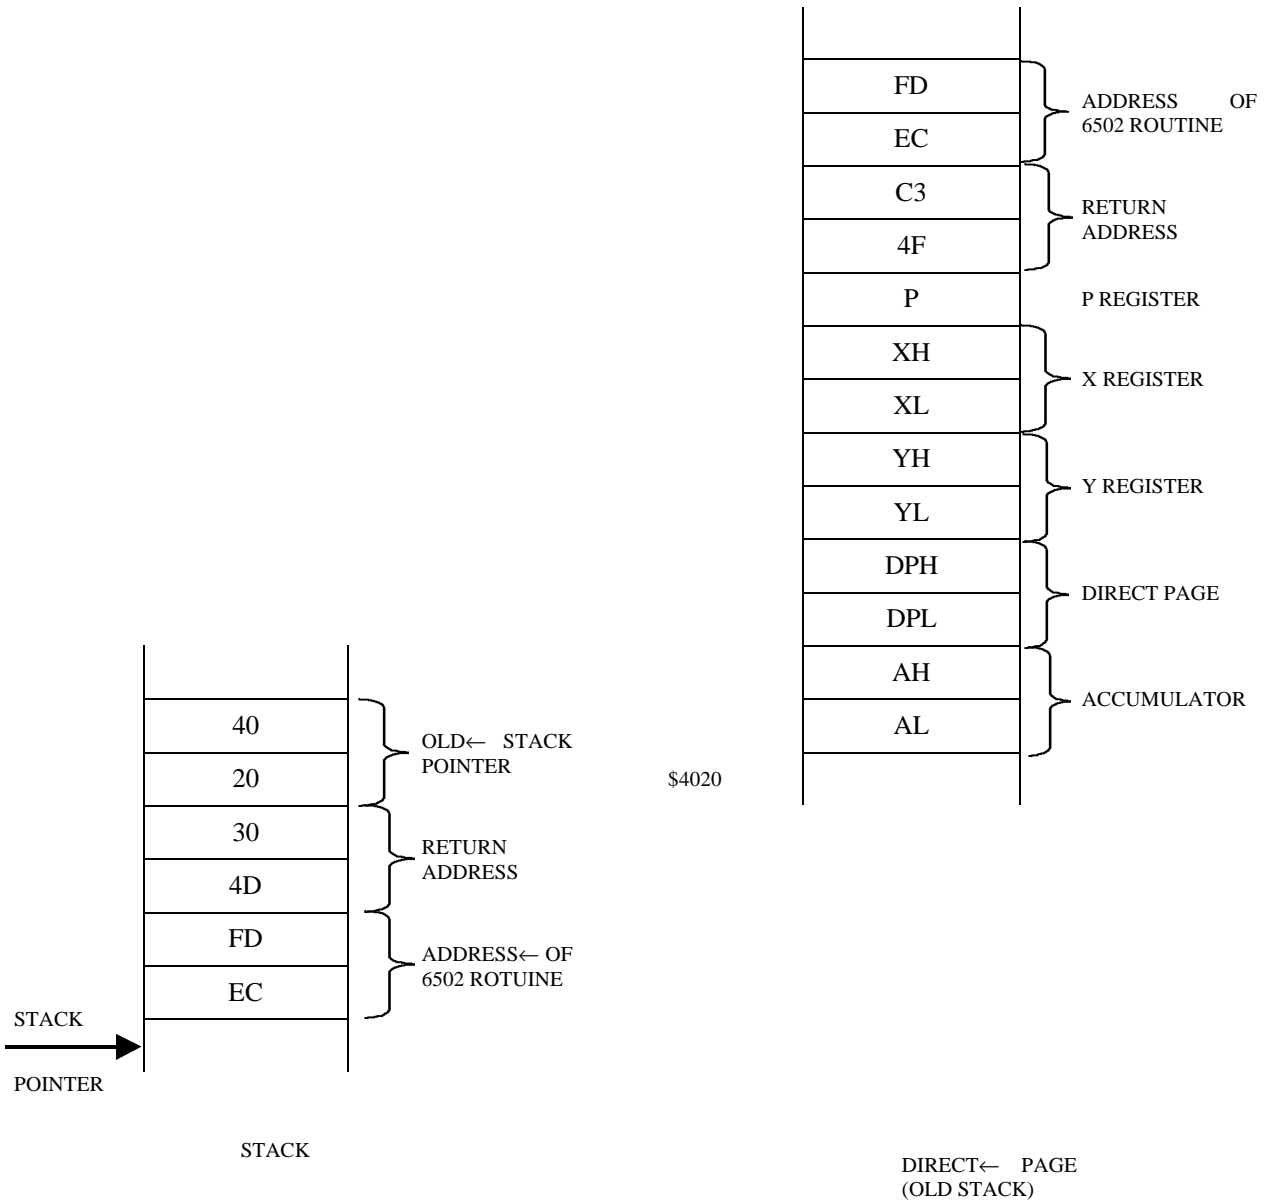 FD
EC
C3
4F
P
XH
XL
YH
YL
DPH
DPL
AH
AL
ADDRESS OF
6502 ROUTINE
RETURN
ADDRESS
P REGISTER
X REGISTER
Y REGISTER
DIRECT PAGE
ACCUMULATOR
$4020
40
20
30
4D
FD
EC
OLD← STACK
POINTER
RETURN
ADDRESS
ADDRESS← OF
6502 ROTUINE
STACK
POINTER
STACK
DIRECT← PAGE
(OLD STACK)